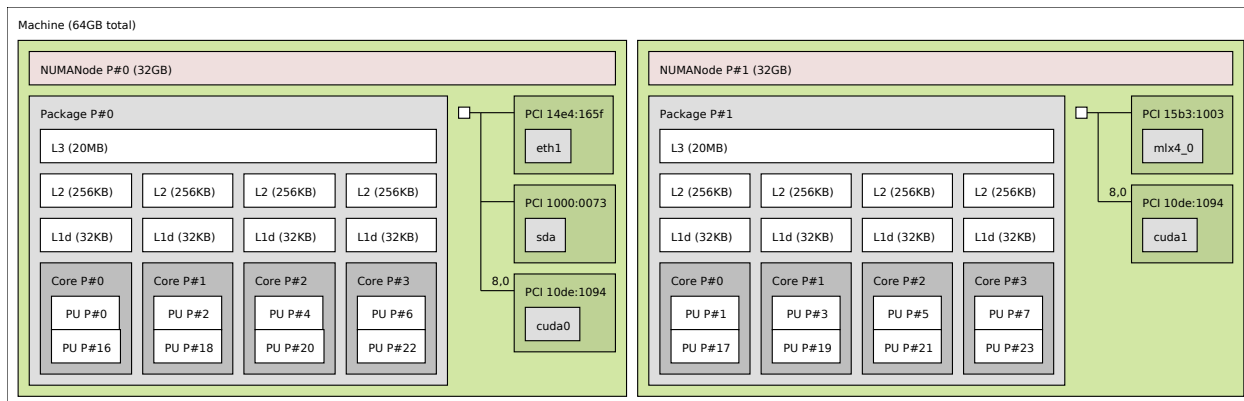 Machine (64GB total)
NUMANode P#0 (32GB)
Package P#0
L3 (20MB)
L2 (256KB) L2 (256KB) L2 (256KB) L2 (256KB)
L1d (32KB) L1d (32KB) L1d (32KB) L1d (32KB)
Core P#0 Core P#1 Core P#2 Core P#3
PU P#0 PU P#2 PU P#4 PU P#6
PU P#16 PU P#18 PU P#20 PU P#22
PCI 14e4:165f
eth1
PCI 1000:0073
sda
8,0
PCI 10de:1094
cuda0
NUMANode P#1 (32GB)
Package P#1
L3 (20MB)
L2 (256KB) L2 (256KB) L2 (256KB) L2 (256KB)
L1d (32KB) L1d (32KB) L1d (32KB) L1d (32KB)
Core P#0 Core P#1 Core P#2 Core P#3
PU P#1 PU P#3 PU P#5 PU P#7
PU P#17 PU P#19 PU P#21 PU P#23
PCI 15b3:1003
mlx4_0
8,0
PCI 10de:1094
cuda1